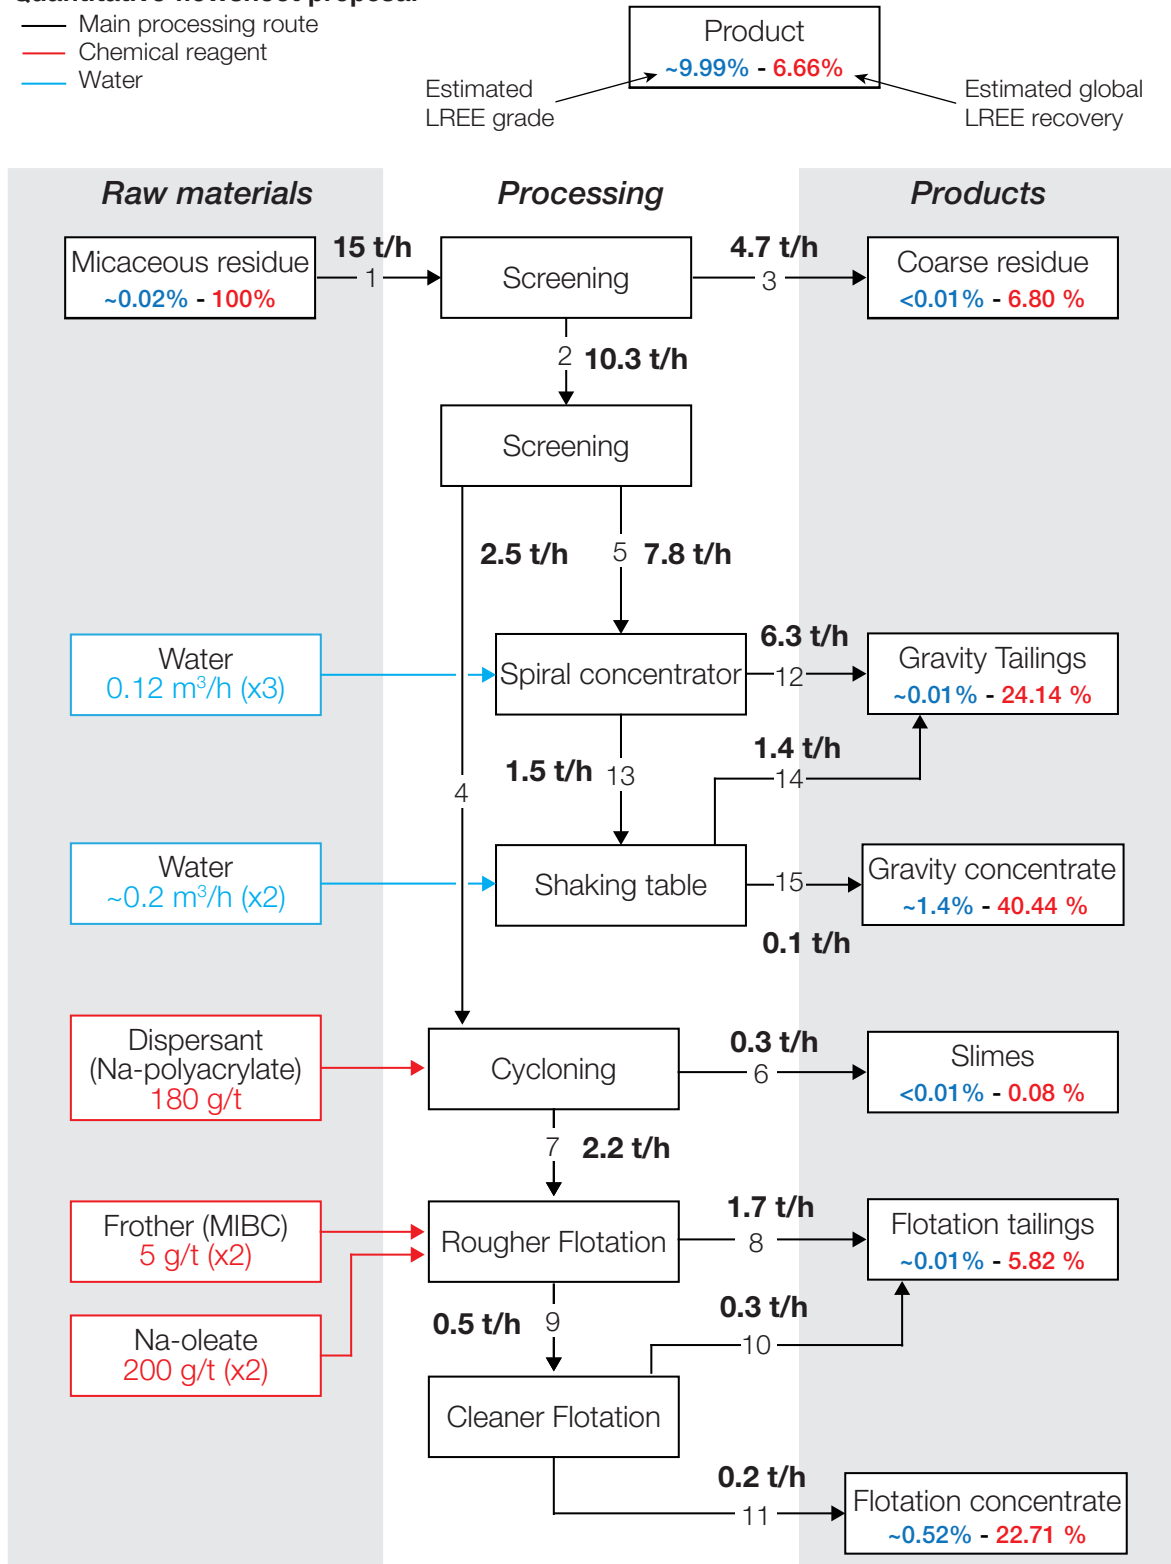 Quantitative flowsheet proposal
Main processing route
Chemical reagent
Water
Product
~9.99% - 6.66%
Estimated
LREE grade
Estimated global
LREE recovery
Raw materials
Processing
Products
Micaceous residue
~0.02% - 100%
15 t/h
1
Screening
4.7 t/h
3
Coarse residue
<0.01% - 6.80 %
2
10.3 t/h
Screening
2.5 t/h
5
7.8 t/h
Water
0.12 m³/h (x3)
Spiral concentrator
6.3 t/h
12
Gravity Tailings
~0.01% - 24.14 %
1.5 t/h
13
1.4 t/h
14
4
Water
~0.2 m³/h (x2)
Shaking table
15
0.1 t/h
Gravity concentrate
~1.4% - 40.44 %
Dispersant
(Na-polyacrylate)
180 g/t
Cycloning
0.3 t/h
6
Slimes
<0.01% - 0.08 %
7
2.2 t/h
Frother (MIBC)
5 g/t (x2)
Rougher Flotation
1.7 t/h
8
Flotation tailings
~0.01% - 5.82 %
Na-oleate
200 g/t (x2)
0.5 t/h
9
0.3 t/h
10
Cleaner Flotation
0.2 t/h
11
Flotation concentrate
~0.52% - 22.71 %